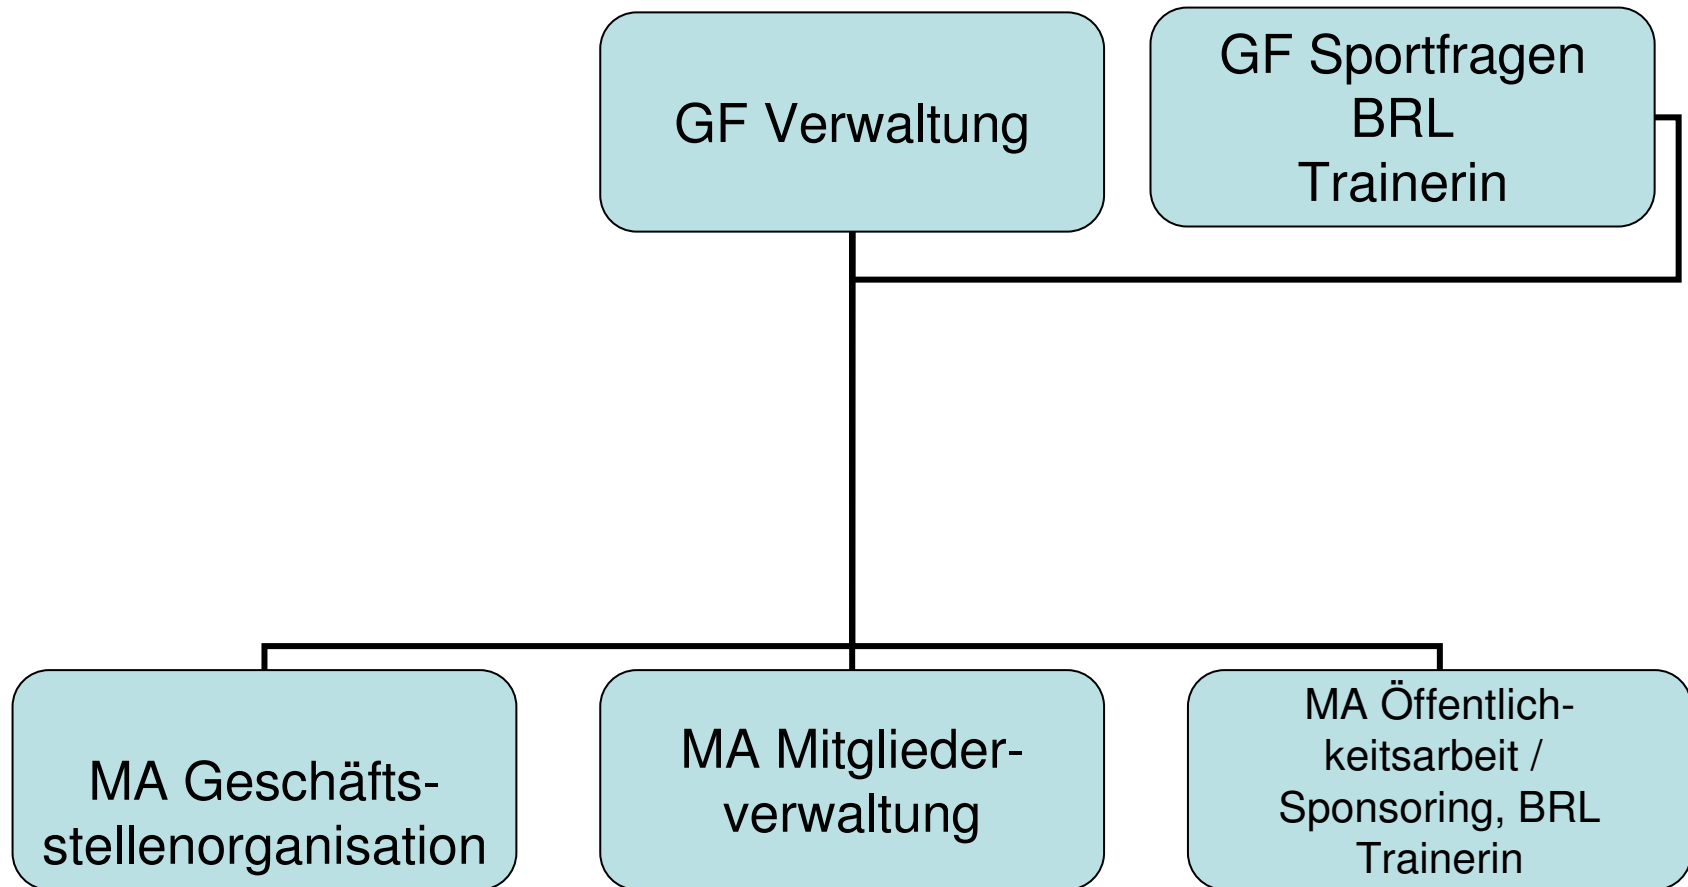 GF Verwaltung
GF Sportfragen
BRL
Trainerin
MA Geschäfts-
stellenorganisation
MA Mitglieder-
verwaltung
MA Öffentlich-
keitsarbeit /
Sponsoring, BRL
Trainerin